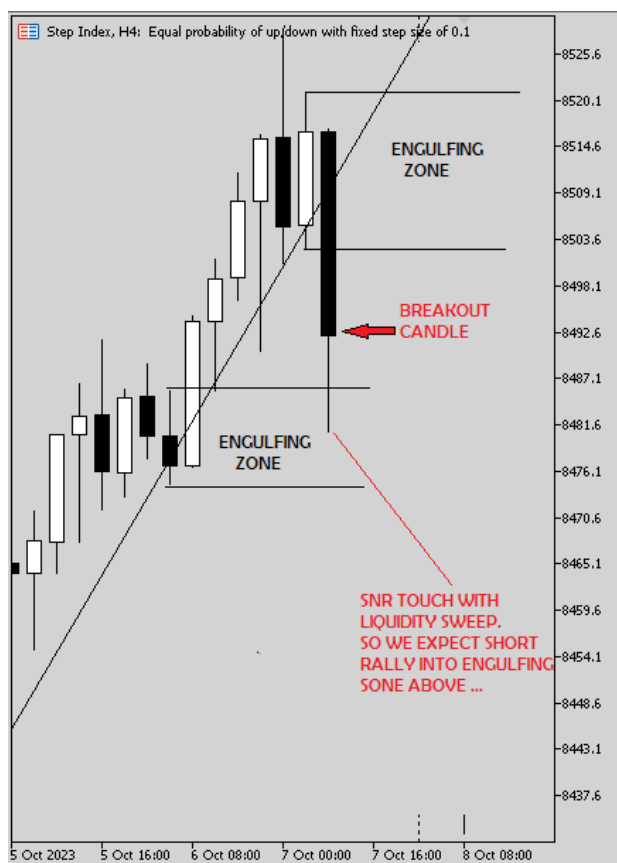 Step Index, H4: Equal probability of up/down with fixed step size of 0.1
8525.6
8520.1
ENGULFING
ZONE
8514.6
8509.1
8503.6
8498.1
BREAKOUT
CANDLE
8492.6
8487.1
8481.6
ENGULFING
ZONE
8476.1
8470.6
8465.1
SNR TOUCH WITH
LIQUIDITY SWEEP.
SO WE EXPECT SHORT
RALLY INTO ENGULFING
SONE ABOVE ...
8459.6
8454.1
8448.6
8443.1
8437.6
5 Oct 2023
5 Oct 16:00
6 Oct 08:00
7 Oct 00:00
7 Oct 16:00
8 Oct 08:00